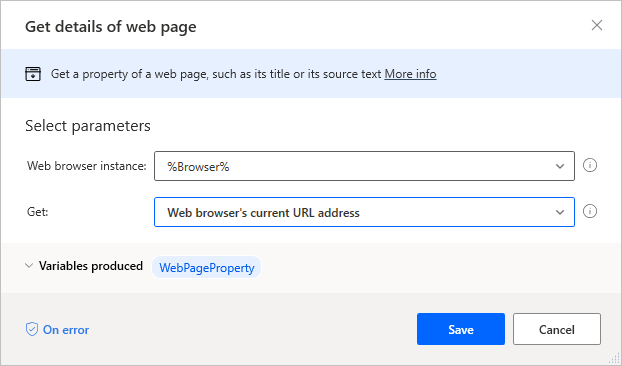 Get details of web page
Get a property of a web page, such as its title or its source text More info
Select parameters
Web browser instance: %Browser%
Get: Web browser's current URL address
Variables produced WebPageProperty
On error Save Cancel